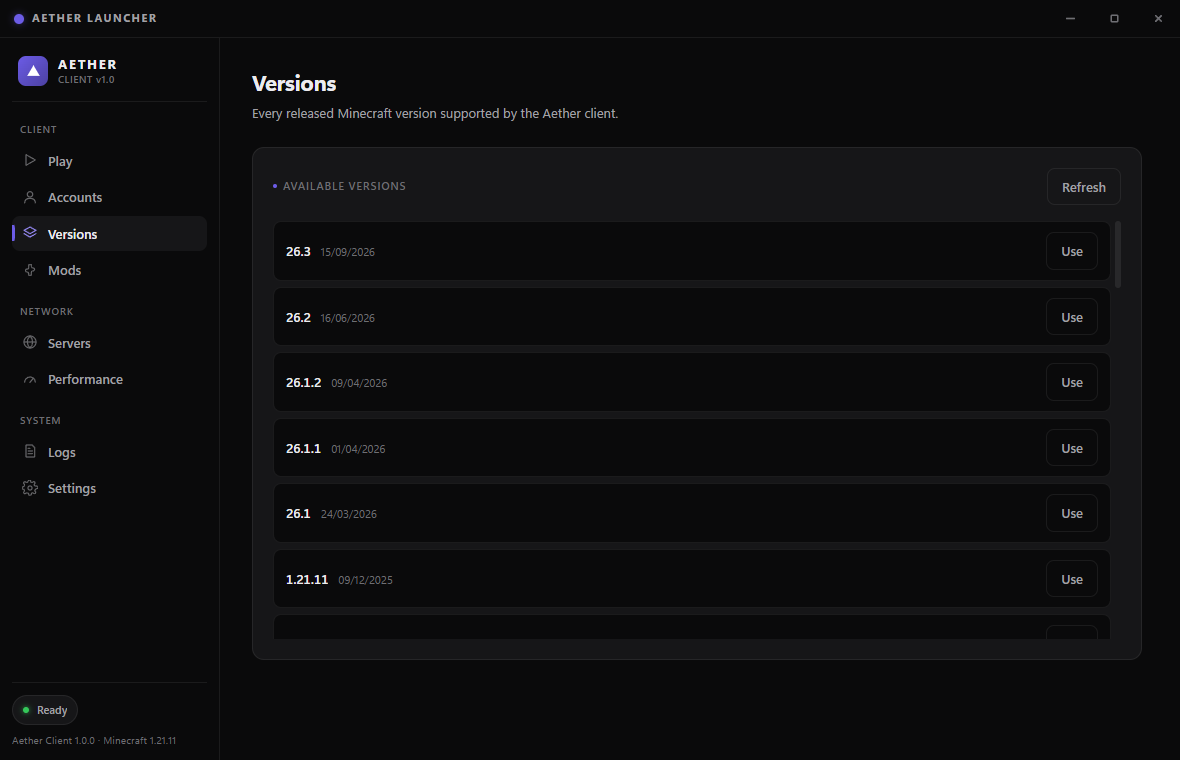 AETHER LAUNCHER
AETHER
CLIENT v1.0
CLIENT
Play
Accounts
Versions
Mods
NETWORK
Servers
Performance
SYSTEM
Logs
Settings
Ready
Aether Client 1.0.0 · Minecraft 1.21.11
Versions
Every released Minecraft version supported by the Aether client.
AVAILABLE VERSIONS
Refresh
26.3 15/09/2026 Use
26.2 16/06/2026 Use
26.1.2 09/04/2026 Use
26.1.1 01/04/2026 Use
26.1 24/03/2026 Use
1.21.11 09/12/2025 Use